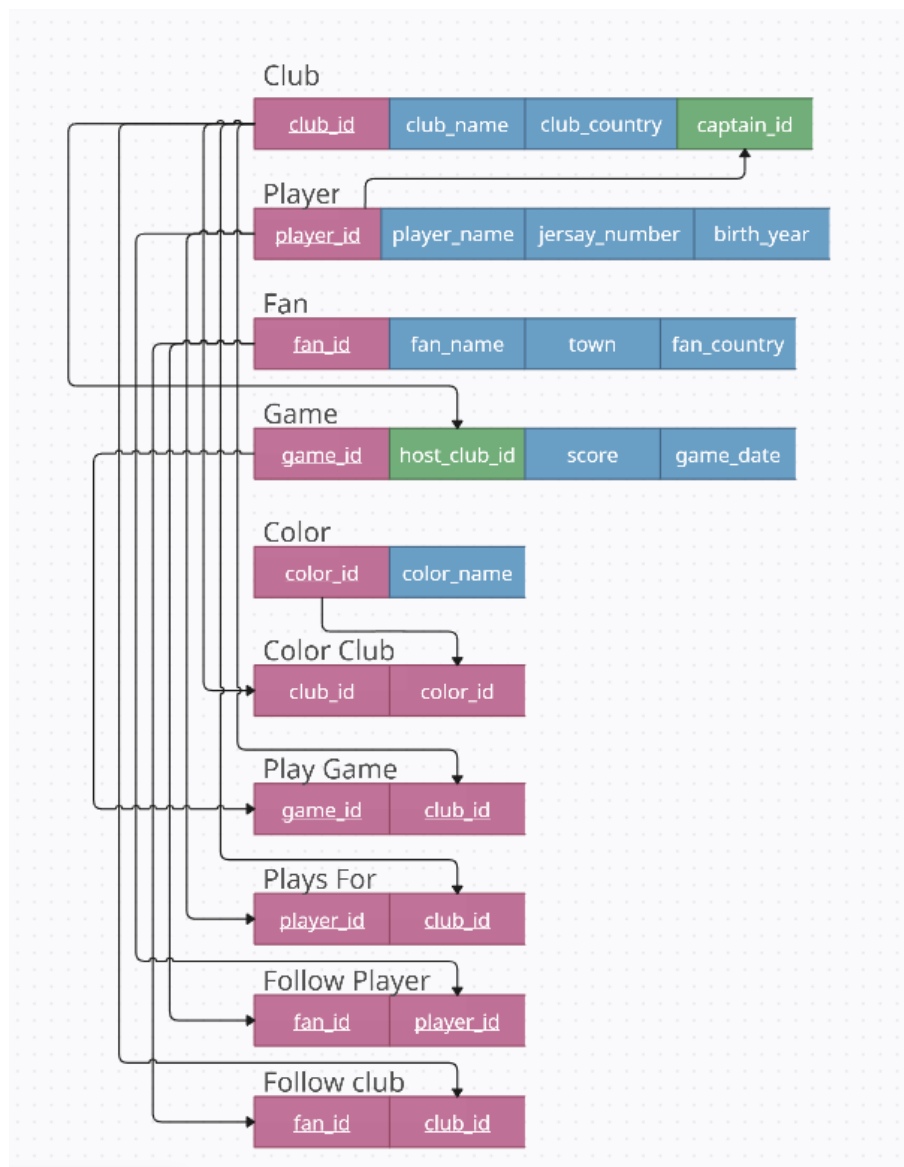 Club
club_id club_name club_country captain_id
Player
player_id player_name jersay_number birth_year
Fan
fan_id fan_name town fan_country
Game
game_id host_club_id score game_date
Color
color_id color_name
Color Club
club_id color_id
Play Game
game_id club_id
Plays For
player_id club_id
Follow Player
fan_id player_id
Follow club
fan_id club_id